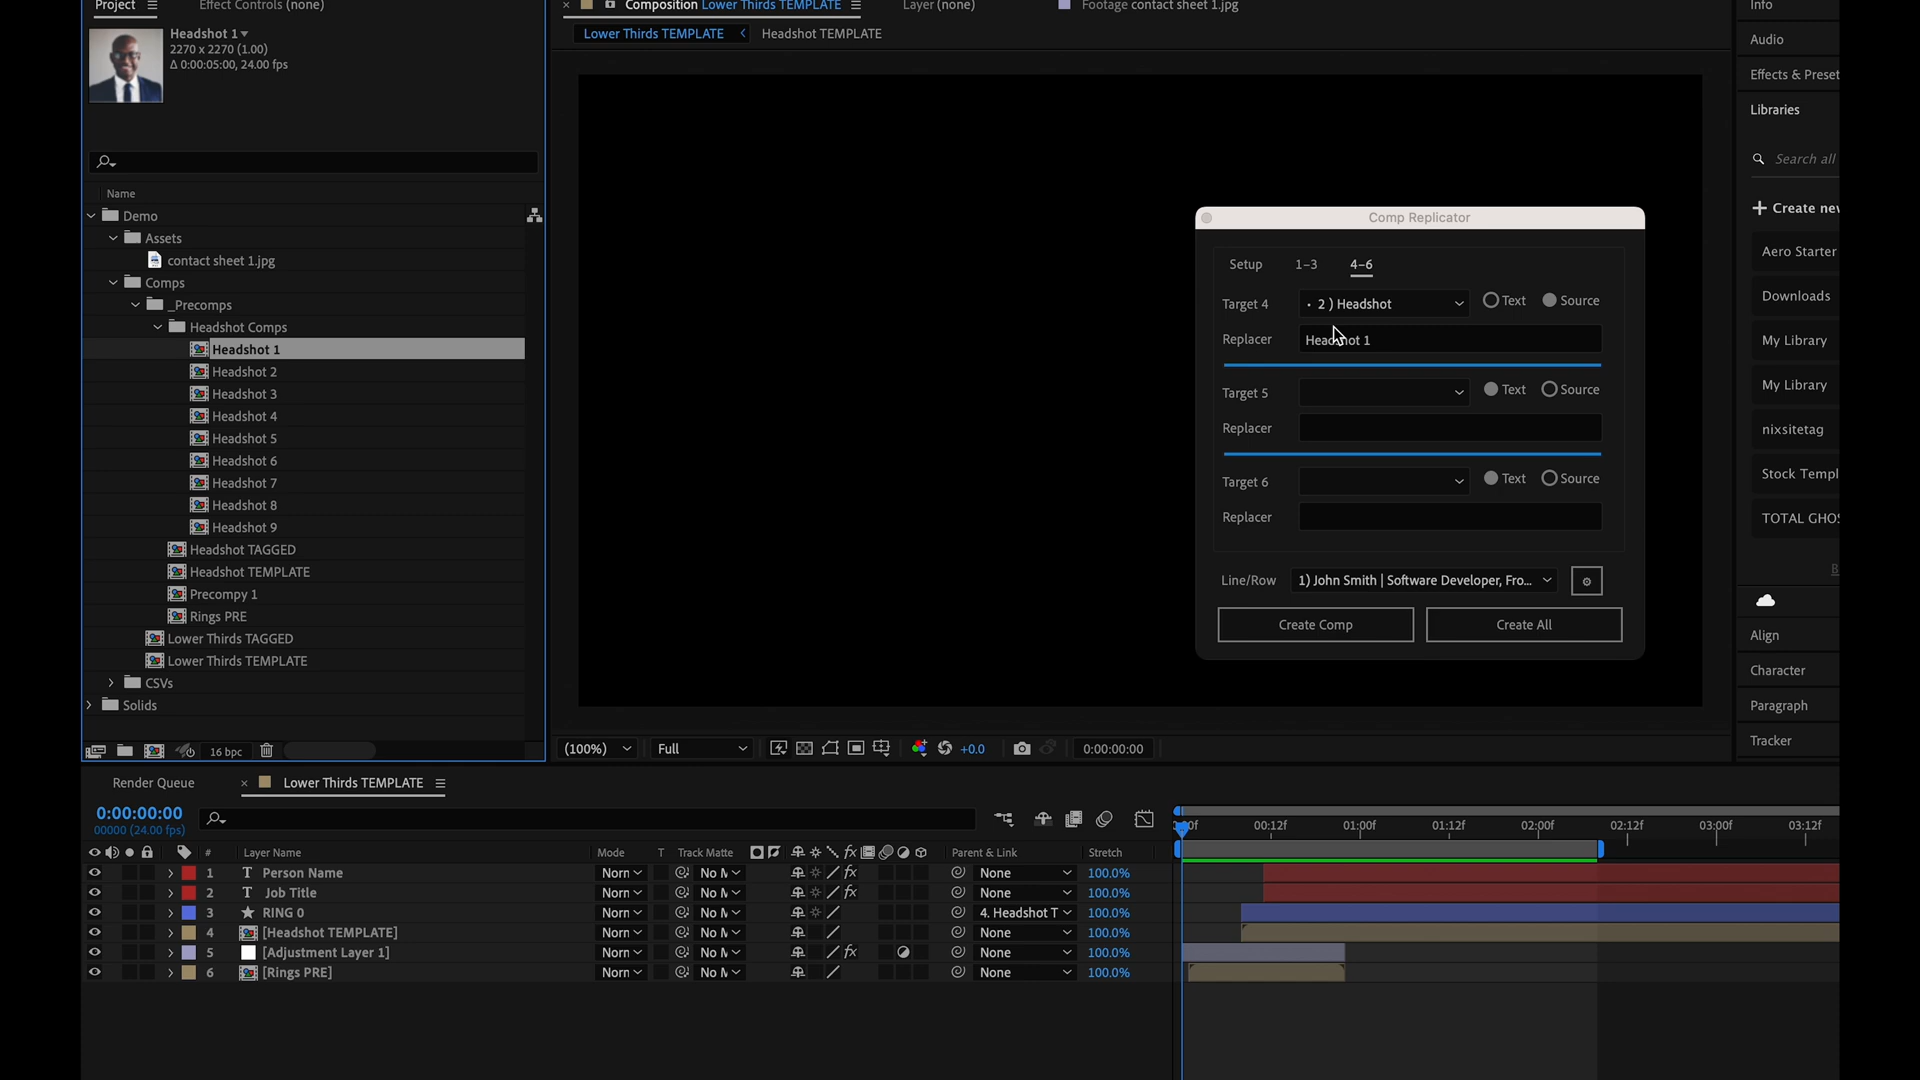 Project
Effect Controls (none)
Composition Lower Thirds TEMPLATE
Layer (none)
Footage contact sheet 1.jpg
Info
Headshot 1
2270 x 2270 (1.00)
Δ 0:00:05:00, 24.00 fps
Lower Thirds TEMPLATE
Headshot TEMPLATE
Audio
Effects & Preset
Libraries
Search all
Create new
Aero Starter
Downloads
My Library
My Library
nixsitetag
Stock Templ
TOTAL GHOS
Align
Character
Paragraph
Tracker
Name
Demo
Assets
contact sheet 1.jpg
Comps
_Precomps
Headshot Comps
Headshot 1
Headshot 2
Headshot 3
Headshot 4
Headshot 5
Headshot 6
Headshot 7
Headshot 8
Headshot 9
Headshot TAGGED
Headshot TEMPLATE
Precompy 1
Rings PRE
Lower Thirds TAGGED
Lower Thirds TEMPLATE
CSVs
Solids
16 bpc
Comp Replicator
Setup 1-3 4-6
Target 4 • 2 ) Headshot Text Source
Replacer Headshot 1
Target 5 Text Source
Replacer
Target 6 Text Source
Replacer
Line/Row 1) John Smith | Software Developer, Fro...
Create Comp Create All
(100%) Full +0.0 0:00:00:00
Render Queue
Lower Thirds TEMPLATE
0:00:00:00
00000 (24.00 fps)
00:12f 01:00f 01:12f 02:00f 02:12f 03:00f 03:12f
# Layer Name Mode T Track Matte fx Parent & Link Stretch
1 T Person Name Norn No M fx None 100.0%
2 T Job Title Norn No M fx None 100.0%
3 RING 0 Norn No M 4. Headshot T 100.0%
4 [Headshot TEMPLATE] Norn No M None 100.0%
5 [Adjustment Layer 1] Norn No M fx None 100.0%
6 [Rings PRE] Norn No M None 100.0%